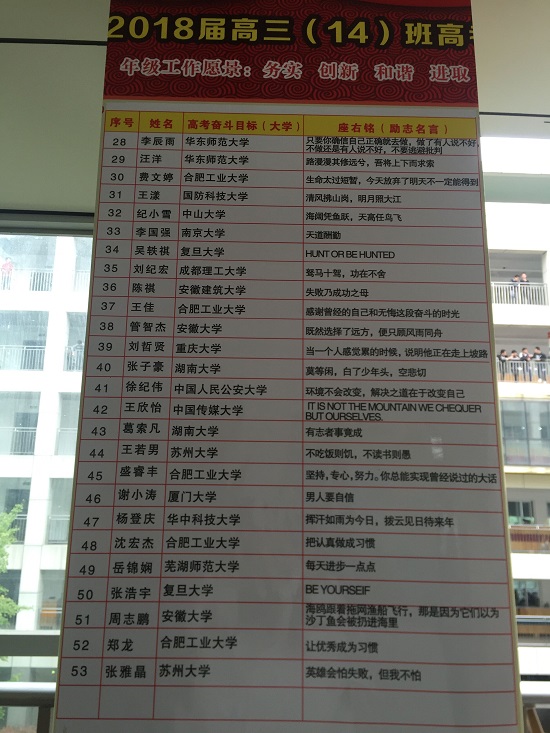 2018届高三（14）班高考
年级工作愿景：务实 创新 和谐 进取
序号 姓名 高考奋斗目标（大学） 座右铭（励志名言）
28 李辰南 华东师范大学 只要你确信自己正确就去做，做了有人说不好，
不做还是有人说不好，不要逃避批判
29 汪洋 华东师范大学 路漫漫其修远兮，吾将上下而求索
30 费文婷 合肥工业大学 生命太过短暂，今天放弃了明天不一定能得到
31 王漾 国防科技大学 清风拂山岗，明月照大江
32 纪小雪 中山大学 海阔凭鱼跃，天高任鸟飞
33 李国强 南京大学 天道酬勤
34 吴轶祺 复旦大学 HUNT OR BE HUNTED
35 刘纪宏 成都理工大学 驽马十驾，功在不舍
36 陈祺 安徽建筑大学 失败乃成功之母
37 王佳 合肥工业大学 感谢曾经的自己和无悔这段奋斗的时光
38 管智杰 安徽大学 既然选择了远方，便只顾风雨同舟
39 刘哲贤 重庆大学 当一个人感觉累的时候，说明他正在走上坡路
40 张子豪 湖南大学 莫等闲，白了少年头，空悲切
41 徐纪伟 中国人民公安大学 环境不会改变，解决之道在于改变自己
42 王欣怡 中国传媒大学 IT IS NOT THE MOUNTAIN WE CHEQUER
BUT OURSELVES.
43 葛索凡 湖南大学 有志者事竟成
44 王若男 苏州大学 不吃饭则饥，不读书则愚
45 盛睿丰 合肥工业大学 坚持，专心，努力。你总能实现曾经说过的大话
46 谢小涛 厦门大学 男人要自信
47 杨登庆 华中科技大学 挥汗如雨为今日，拨云见日待来年
48 沈宏杰 合肥工业大学 把认真做成习惯
49 岳锦娴 芜湖师范大学 每天进步一点点
50 张浩宇 复旦大学 BE YOURSEIF
51 周志鹏 安徽大学 海鸥跟着拖网渔船飞行，那是因为它们以为
沙丁鱼会被扔进海里
52 郑龙 合肥工业大学 让优秀成为习惯
53 张雅晶 苏州大学 英雄会怕失败，但我不怕